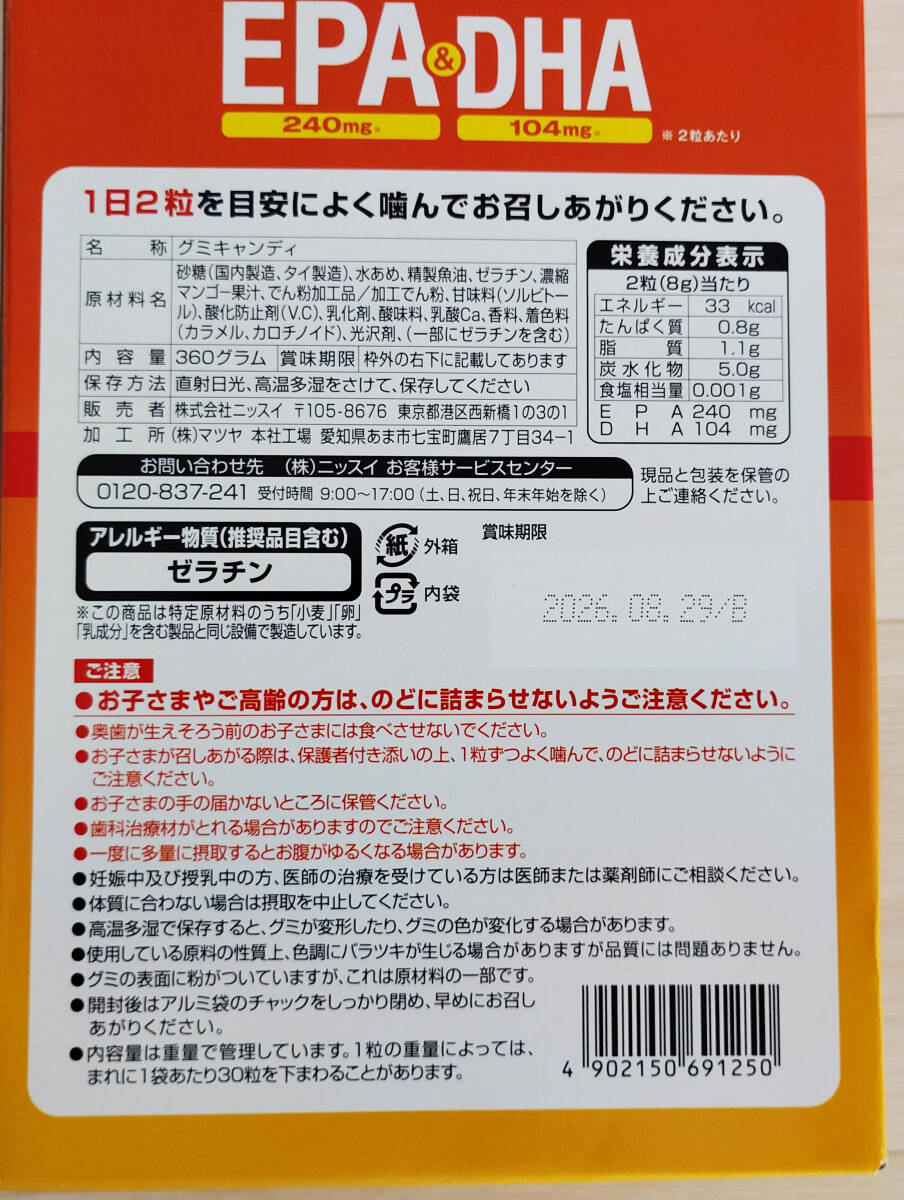 EPA&DHA
240mg※ 104mg※ ※2粒あたり
1日2粒を目安によく噛んでお召しあがりください。
名称 グミキャンディ
原材料名 砂糖(国内製造、タイ製造)、水あめ、精製魚油、ゼラチン、濃縮
マンゴー果汁、でん粉加工品/加工でん粉、甘味料(ソルビトー
ル)、酸化防止剤(V.C)、乳化剤、酸味料、乳酸Ca、香料、着色料
(カラメル、カロチノイド)、光沢剤、(一部にゼラチンを含む)
内容量 360グラム 賞味期限 枠外の右下に記載してあります
保存方法 直射日光、高温多湿をさけて、保存してください
販売者 株式会社ニッスイ 〒105-8676 東京都港区西新橋1の3の1
加工所 (株)マツヤ 本社工場 愛知県あま市七宝町鷹居7丁目34-1
栄養成分表示
2粒(8g)当たり
エネルギー 33 kcal
たんぱく質 0.8g
脂質 1.1g
炭水化物 5.0g
食塩相当量 0.001g
EPA 240 mg
DHA 104 mg
お問い合わせ先 (株)ニッスイ お客様サービスセンター
0120-837-241 受付時間 9:00~17:00(土、日、祝日、年末年始を除く)
現品と包装を保管の
上ご連絡ください。
アレルギー物質(推奨品目含む)
ゼラチン
※この商品は特定原材料のうち「小麦」「卵」
「乳成分」を含む製品と同じ設備で製造しています。
紙 外箱
プラ 内袋
賞味期限
2026.08.29/B
ご注意
●お子さまやご高齢の方は、のどに詰まらせないようご注意ください。
●奥歯が生えそろう前のお子さまには食べさせないでください。
●お子さまが召しあがる際は、保護者付き添いの上、1粒ずつよく噛んで、のどに詰まらせないように
ご注意ください。
●お子さまの手の届かないところに保管ください。
●歯科治療材がとれる場合がありますのでご注意ください。
●一度に多量に摂取するとお腹がゆるくなる場合があります。
●妊娠中及び授乳中の方、医師の治療を受けている方は医師または薬剤師にご相談ください。
●体質に合わない場合は摂取を中止してください。
●高温多湿で保存すると、グミが変形したり、グミの色が変化する場合があります。
●使用している原料の性質上、色調にバラツキが生じる場合がありますが品質には問題ありません。
●グミの表面に粉がついていますが、これは原材料の一部です。
●開封後はアルミ袋のチャックをしっかり閉め、早めにお召し
あがりください。
●内容量は重量で管理しています。1粒の重量によっては、
まれに1袋あたり30粒を下まわることがあります。
4 902150 691250